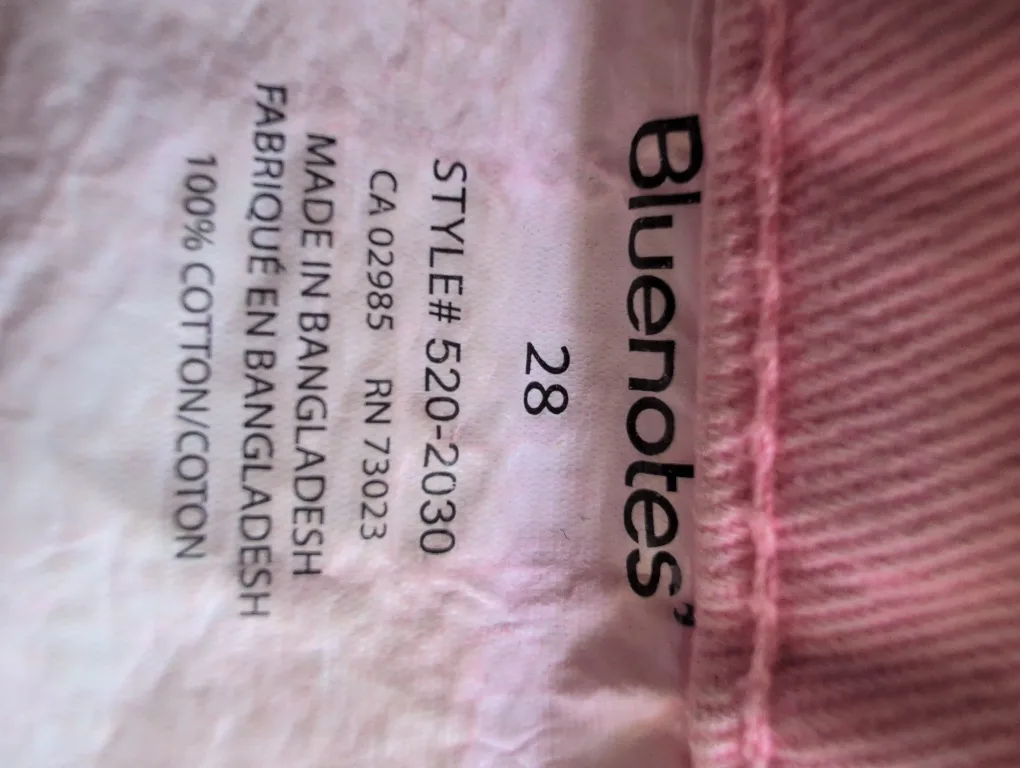 Bluenotes’
28
STYLE# 520-2030
CA 02985 RN 73023
MADE IN BANGLADESH
FABRIQUÉ EN BANGLADESH
100% COTTON/COTON